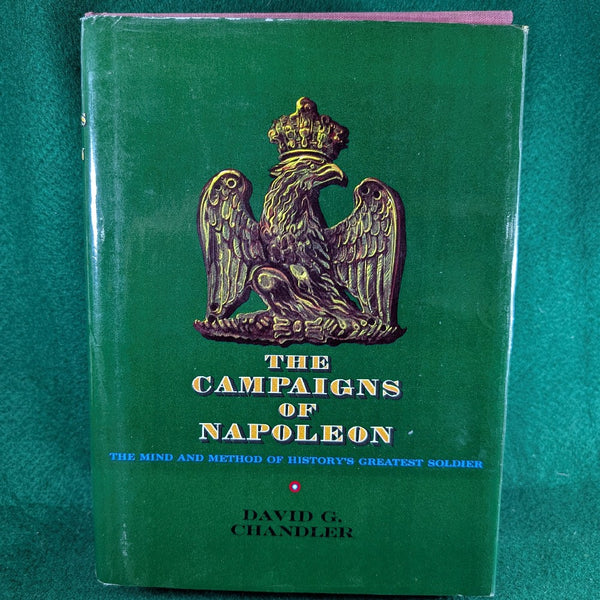 THE
CAMPAIGNS
OF
NAPOLEON
THE MIND AND METHOD OF HISTORY'S GREATEST SOLDIER
DAVID G.
CHANDLER